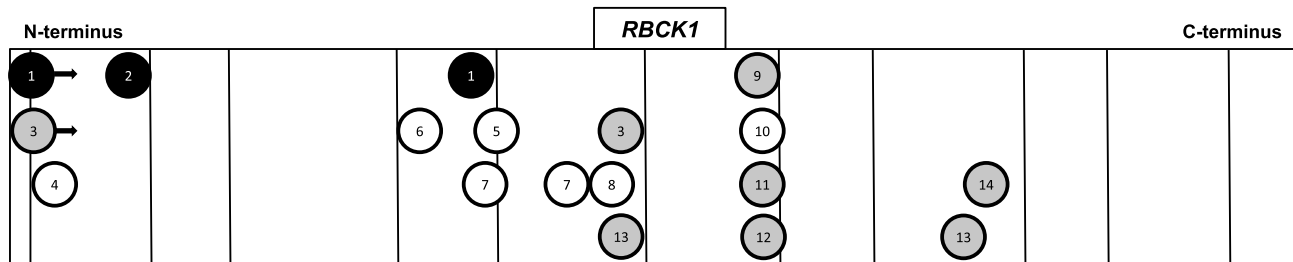 RBCK1
N-terminus C-terminus
1 2 1 9
3 6 5 3 10
4 7 7 8 11 14
13 12 13